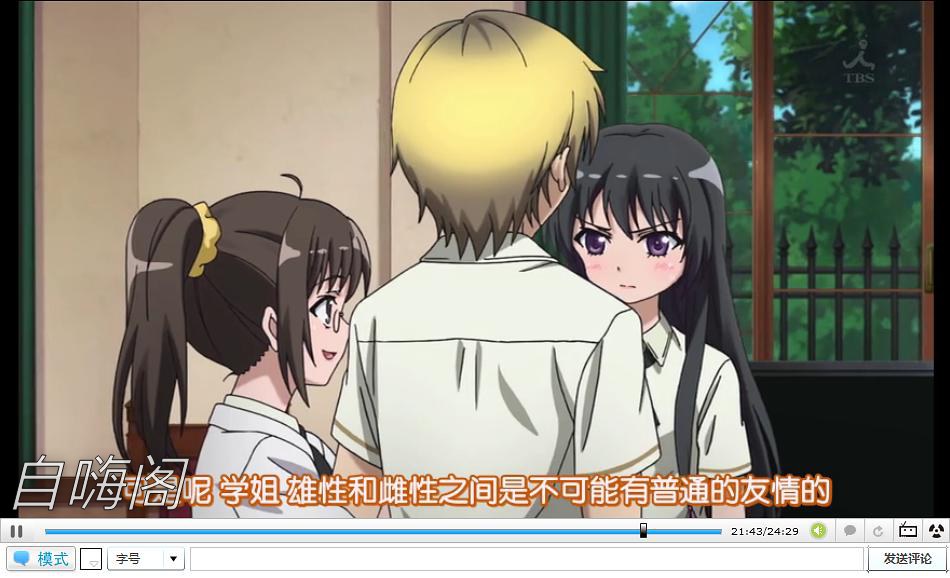 TBS
自嗨阁
呢 学姐 雄性和雌性之间是不可能有普通的友情的
21:43/24:29
模式
字号
发送评论